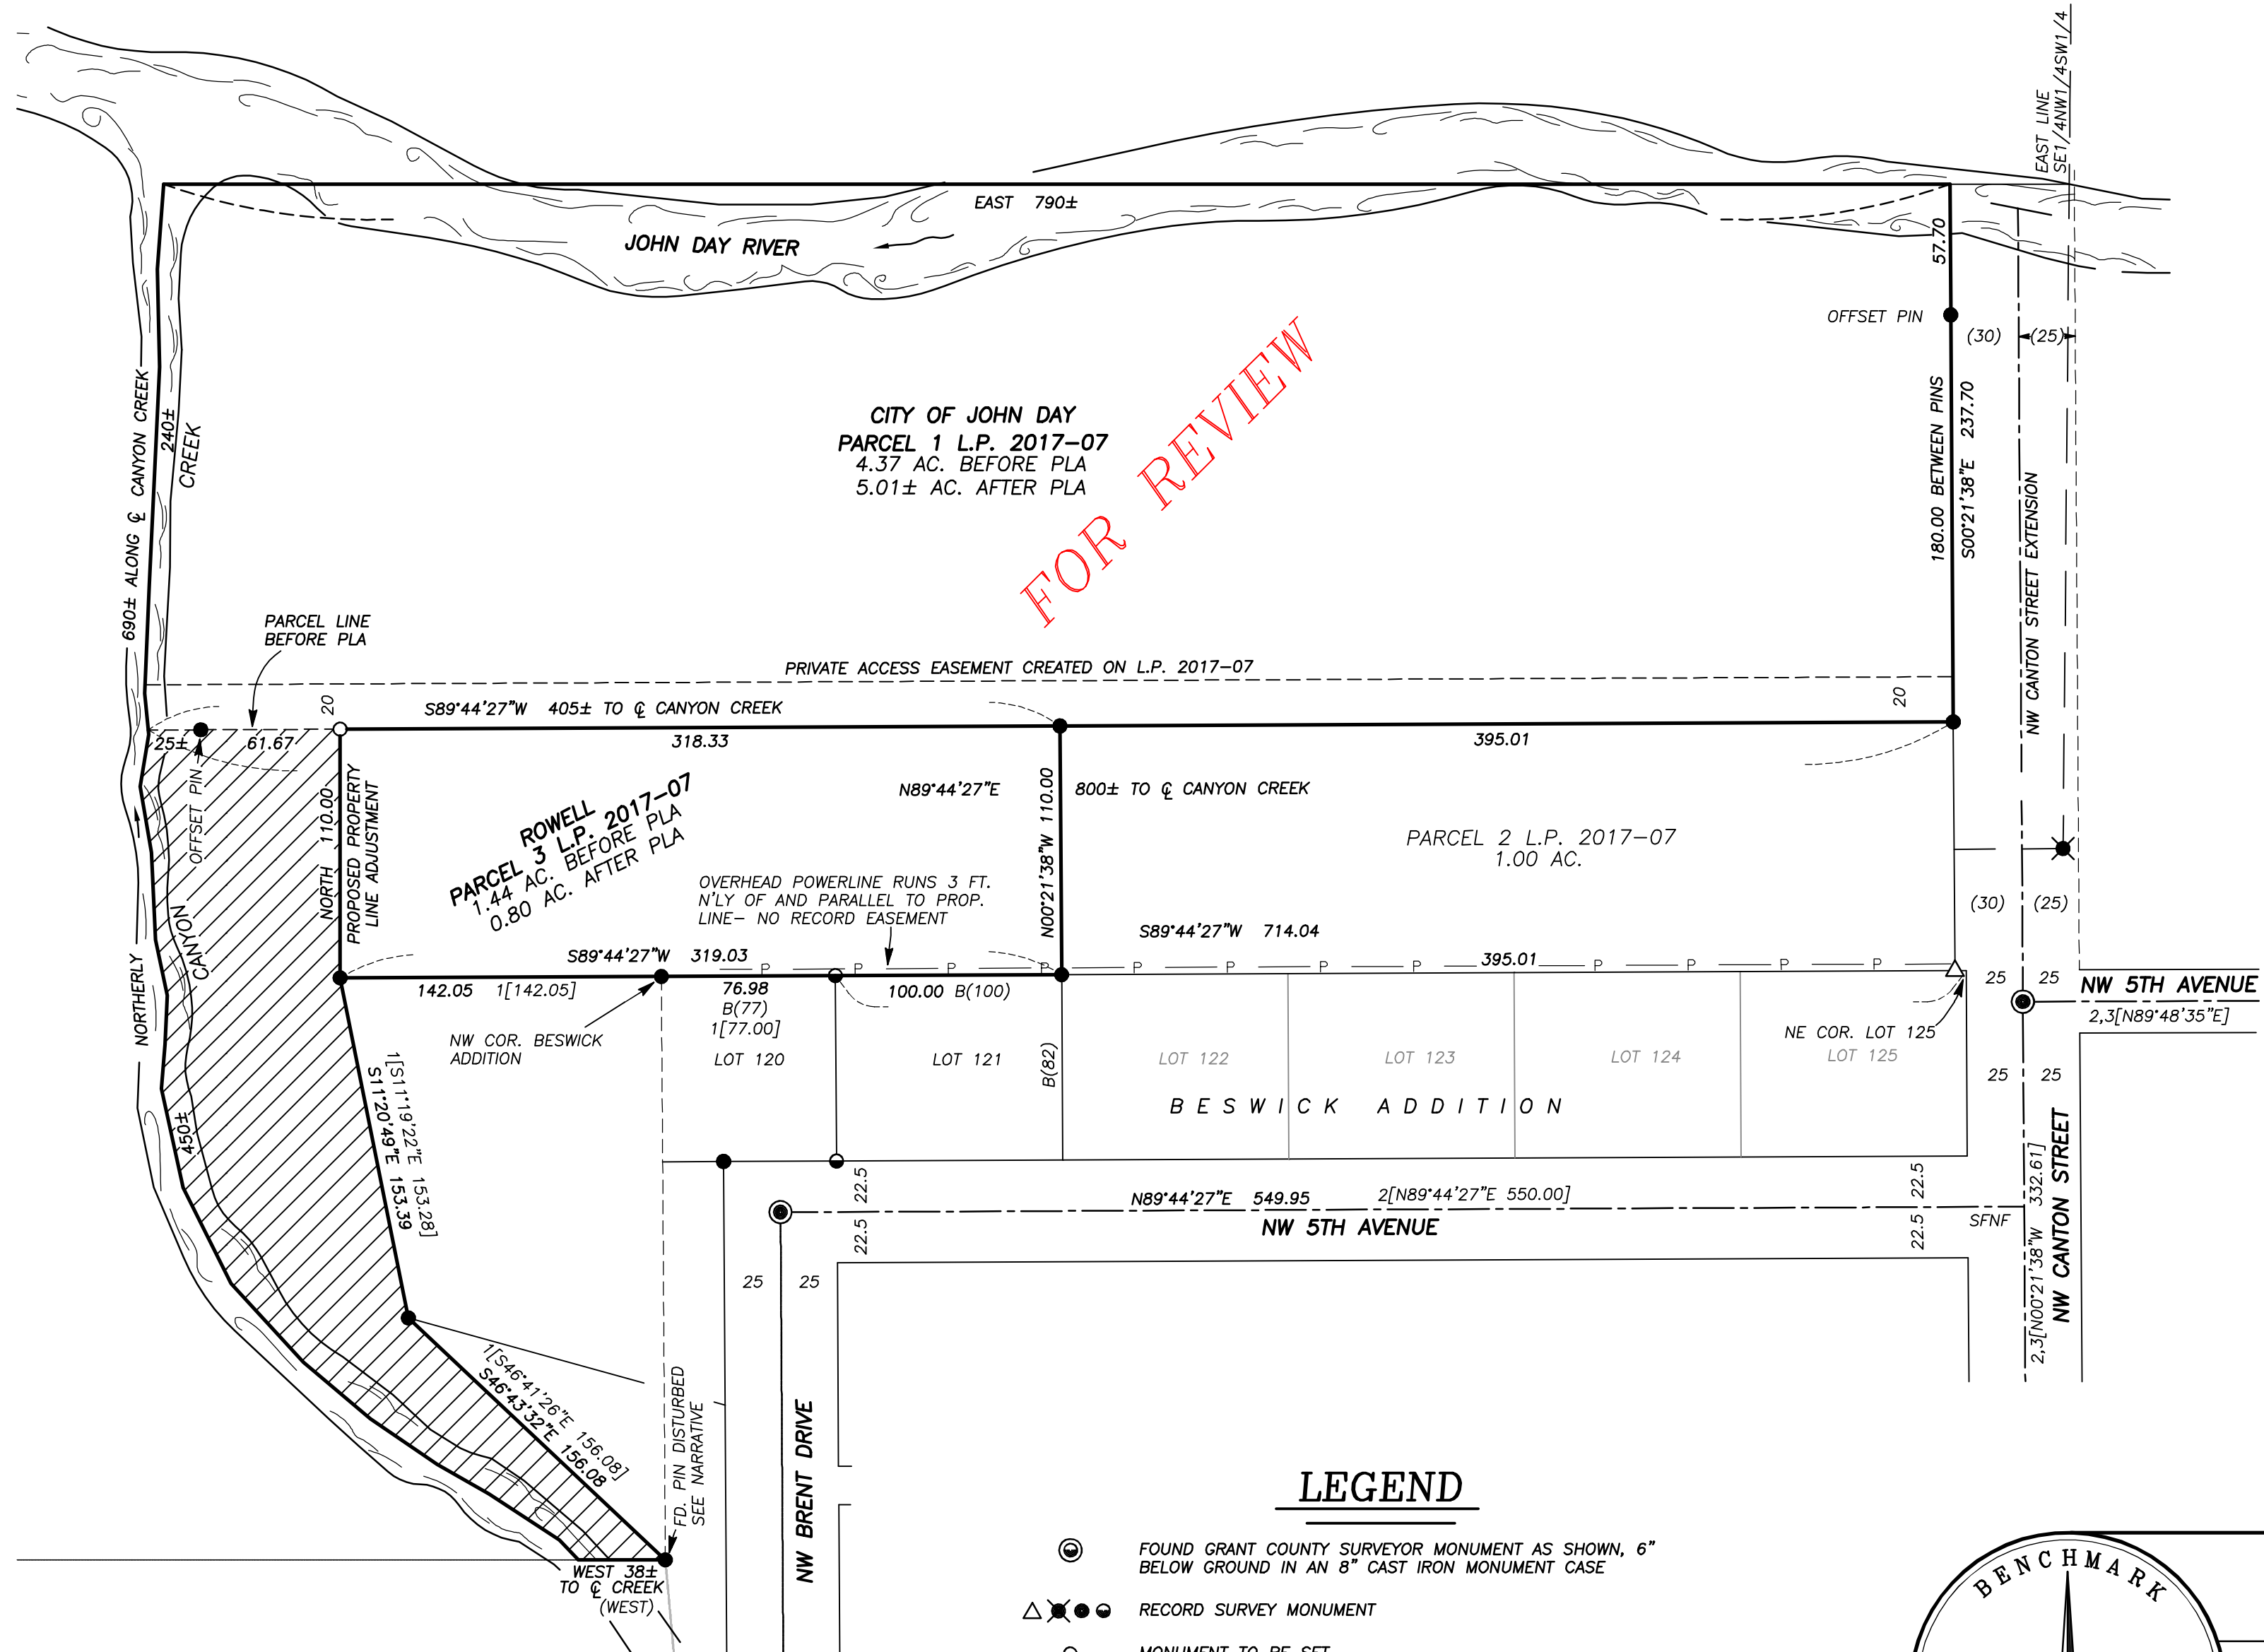 EAST LINE
SE1/4NW1/4SW1/4
EAST 790±
JOHN DAY RIVER
57.70
OFFSET PIN
(30)
(25)
CITY OF JOHN DAY
PARCEL 1 L.P. 2017-07
4.37 AC. BEFORE PLA
5.01± AC. AFTER PLA
FOR REVIEW
690± ALONG ℄ CANYON CREEK
240±
CREEK
180.00 BETWEEN PINS
S00°21'38"E 237.70
NW CANTON STREET EXTENSION
PARCEL LINE
BEFORE PLA
PRIVATE ACCESS EASEMENT CREATED ON L.P. 2017-07
20
20
S89°44'27"W 405± TO ℄ CANYON CREEK
25±
61.67
318.33
395.01
OFFSET PIN
NORTH 110.00
PROPOSED PROPERTY
LINE ADJUSTMENT
ROWELL
PARCEL 3 L.P. 2017-07
1.44 AC. BEFORE PLA
0.80 AC. AFTER PLA
N89°44'27"E 800± TO ℄ CANYON CREEK
N00°21'38"W 110.00
PARCEL 2 L.P. 2017-07
1.00 AC.
OVERHEAD POWERLINE RUNS 3 FT.
N'LY OF AND PARALLEL TO PROP.
LINE- NO RECORD EASEMENT
(30)
(25)
CANYON
NORTHERLY
S89°44'27"W 319.03
S89°44'27"W 714.04
P P P P P P P P P P P P P
395.01
142.05 1[142.05]
76.98
B(77)
1[77.00]
100.00 B(100)
25 25
NW 5TH AVENUE
2,3[N89°48'35"E]
NW COR. BESWICK
ADDITION
NE COR. LOT 125
LOT 120
LOT 121
B(82)
LOT 122
LOT 123
LOT 124
LOT 125
25 25
BESWICK ADDITION
450±
1[S11°19'22"E 153.28]
S11°20'49"E 153.39
22.5
22.5
N89°44'27"E 549.95
2[N89°44'27"E 550.00]
NW 5TH AVENUE
22.5
22.5
SFNF
2,3[N00°21'38"W 332.61]
NW CANTON STREET
25 25
1[S46°41'26"E 156.08]
S46°43'32"E 156.08
FD. PIN DISTURBED
SEE NARRATIVE
NW BRENT DRIVE
WEST 38±
TO ℄ CREEK
(WEST)
LEGEND
FOUND GRANT COUNTY SURVEYOR MONUMENT AS SHOWN, 6"
BELOW GROUND IN AN 8" CAST IRON MONUMENT CASE
RECORD SURVEY MONUMENT
MONUMENT TO BE SET
BENCHMARK